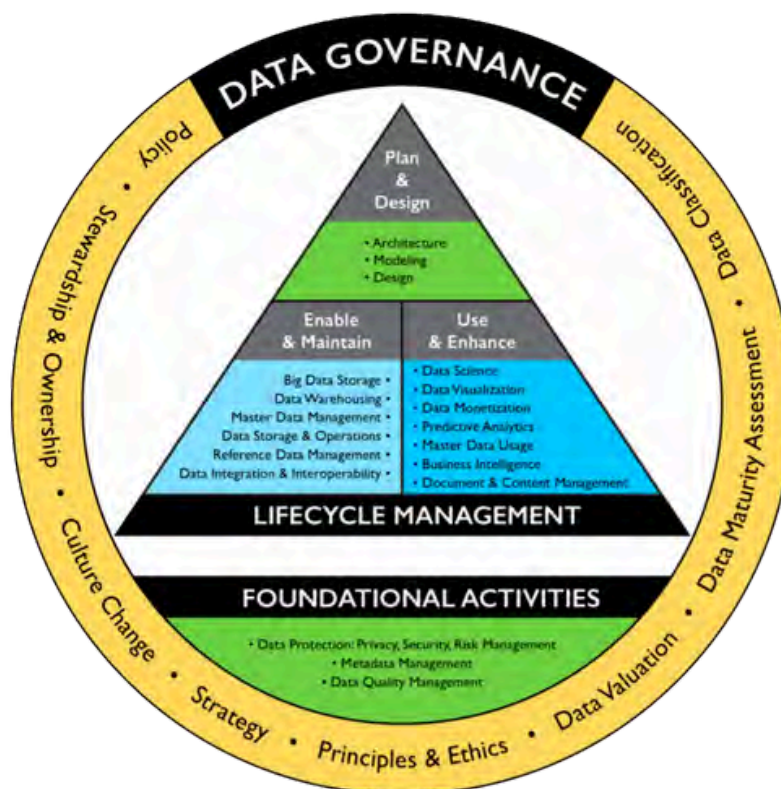 DATA GOVERNANCE
Policy • Stewardship & Ownership • Culture Change • Strategy • Principles & Ethics • Data Valuation • Data Maturity Assessment • Data Classification
Plan
&
Design
• Architecture
• Modeling
• Design
Enable
& Maintain
Big Data Storage •
Data Warehousing •
Master Data Management •
Data Storage & Operations •
Reference Data Management •
Data Integration & Interoperability •
Use
& Enhance
• Data Science
• Data Visualization
• Data Monetization
• Predictive Analytics
• Master Data Usage
• Business Intelligence
• Document & Content Management
LIFECYCLE MANAGEMENT
FOUNDATIONAL ACTIVITIES
• Data Protection: Privacy, Security, Risk Management
• Metadata Management
• Data Quality Management